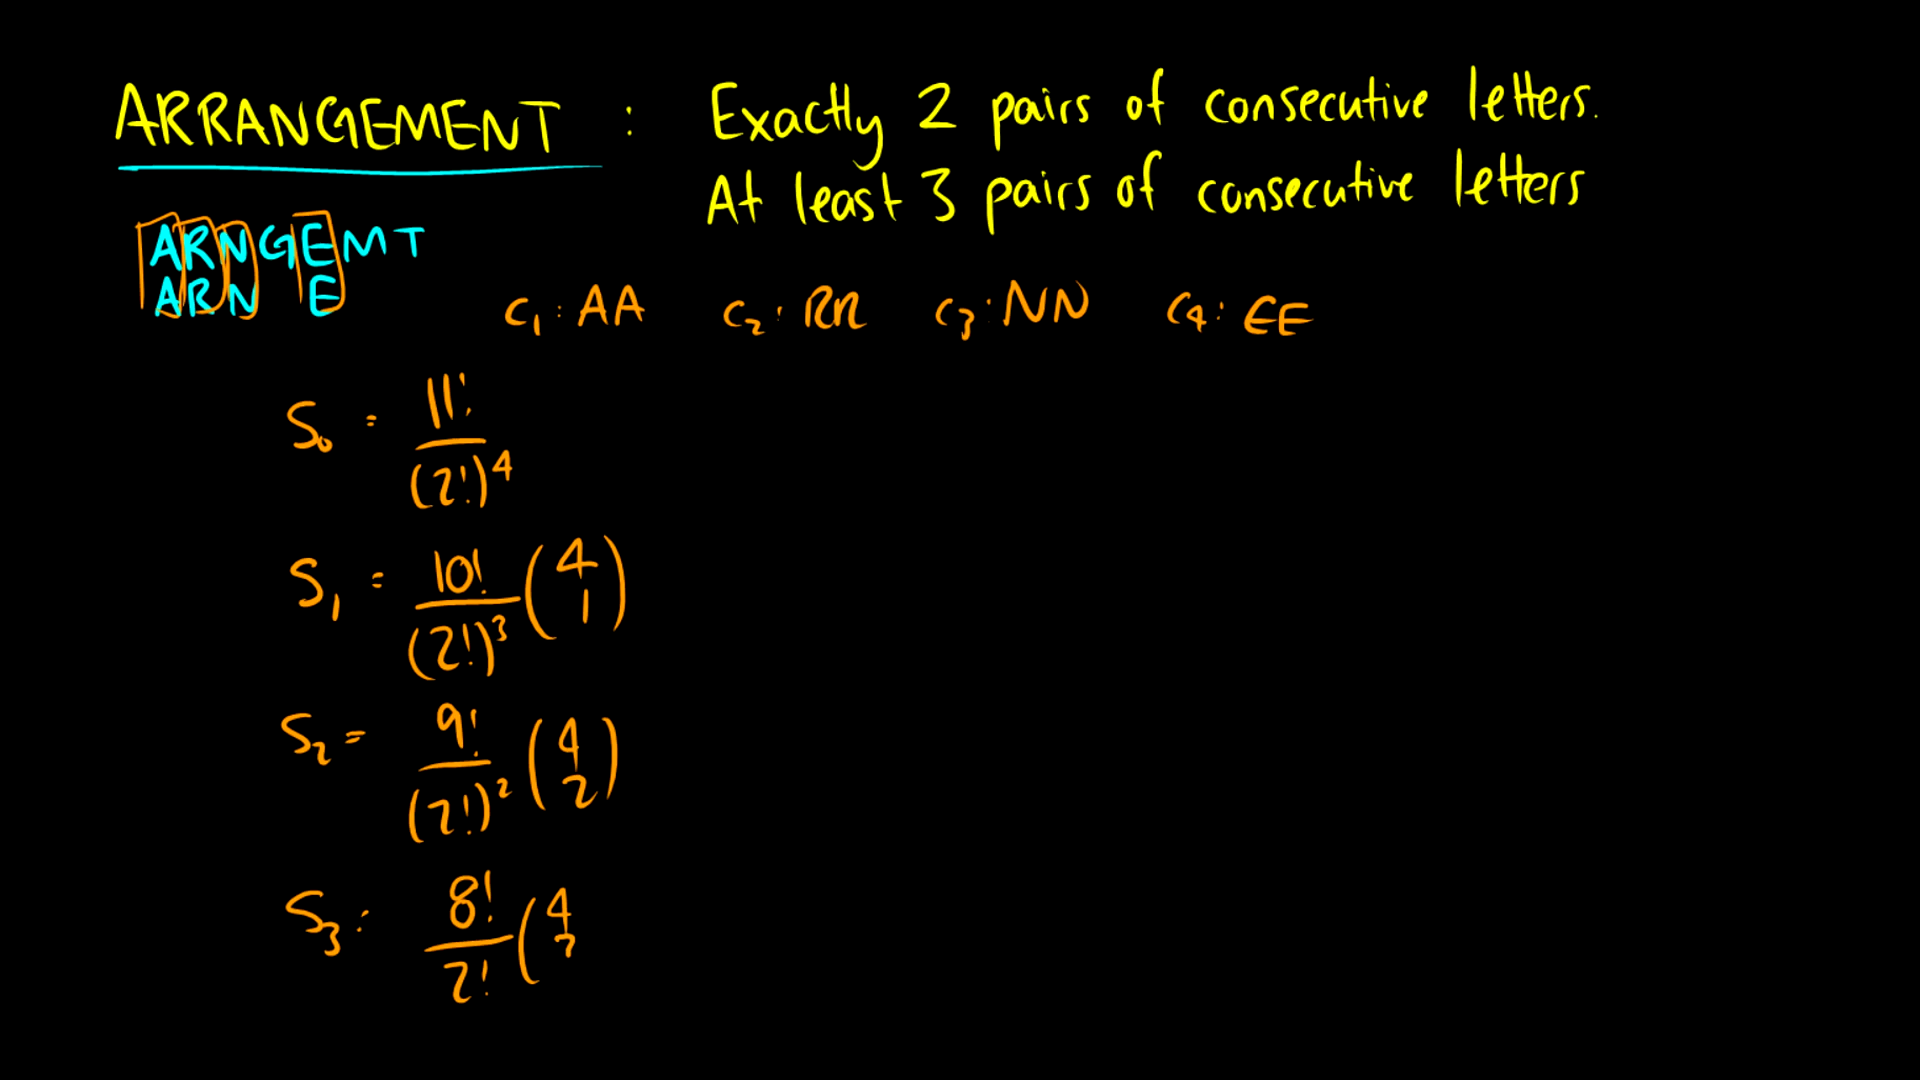 ARRANGEMENT : Exactly 2 pairs of consecutive letters.
At least 3 pairs of consecutive letters
ARNGEMT
ARN E
c₁: AA c₂: RR c₃: NN c₄: EE
S₀ = 11! / (2!)⁴
S₁ = 10! / (2!)³ (4 1)
S₂ = 9! / (2!)² (4 2)
S₃ : 8! / 2! (4